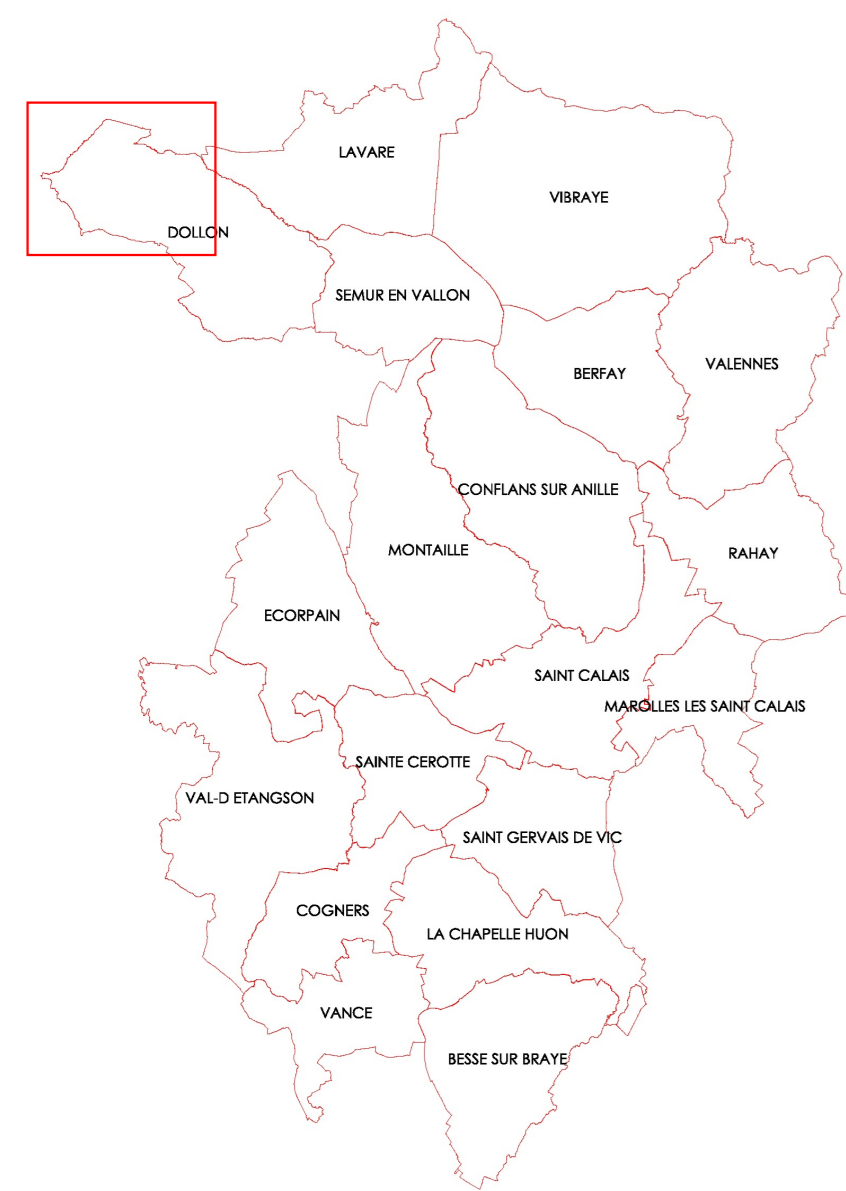 LAVARE
VIBRAYE
DOLLON
SEMUR EN VALLON
BERFAY
VALENNES
CONFLANS SUR ANILLE
MONTAILLE
RAHAY
ECORPAIN
SAINT CALAIS
MAROLLES LES SAINT CALAIS
SAINTE CEROTTE
VAL-D ETANGSON
SAINT GERVAIS DE VIC
COGNERS
LA CHAPELLE HUON
VANCE
BESSE SUR BRAYE